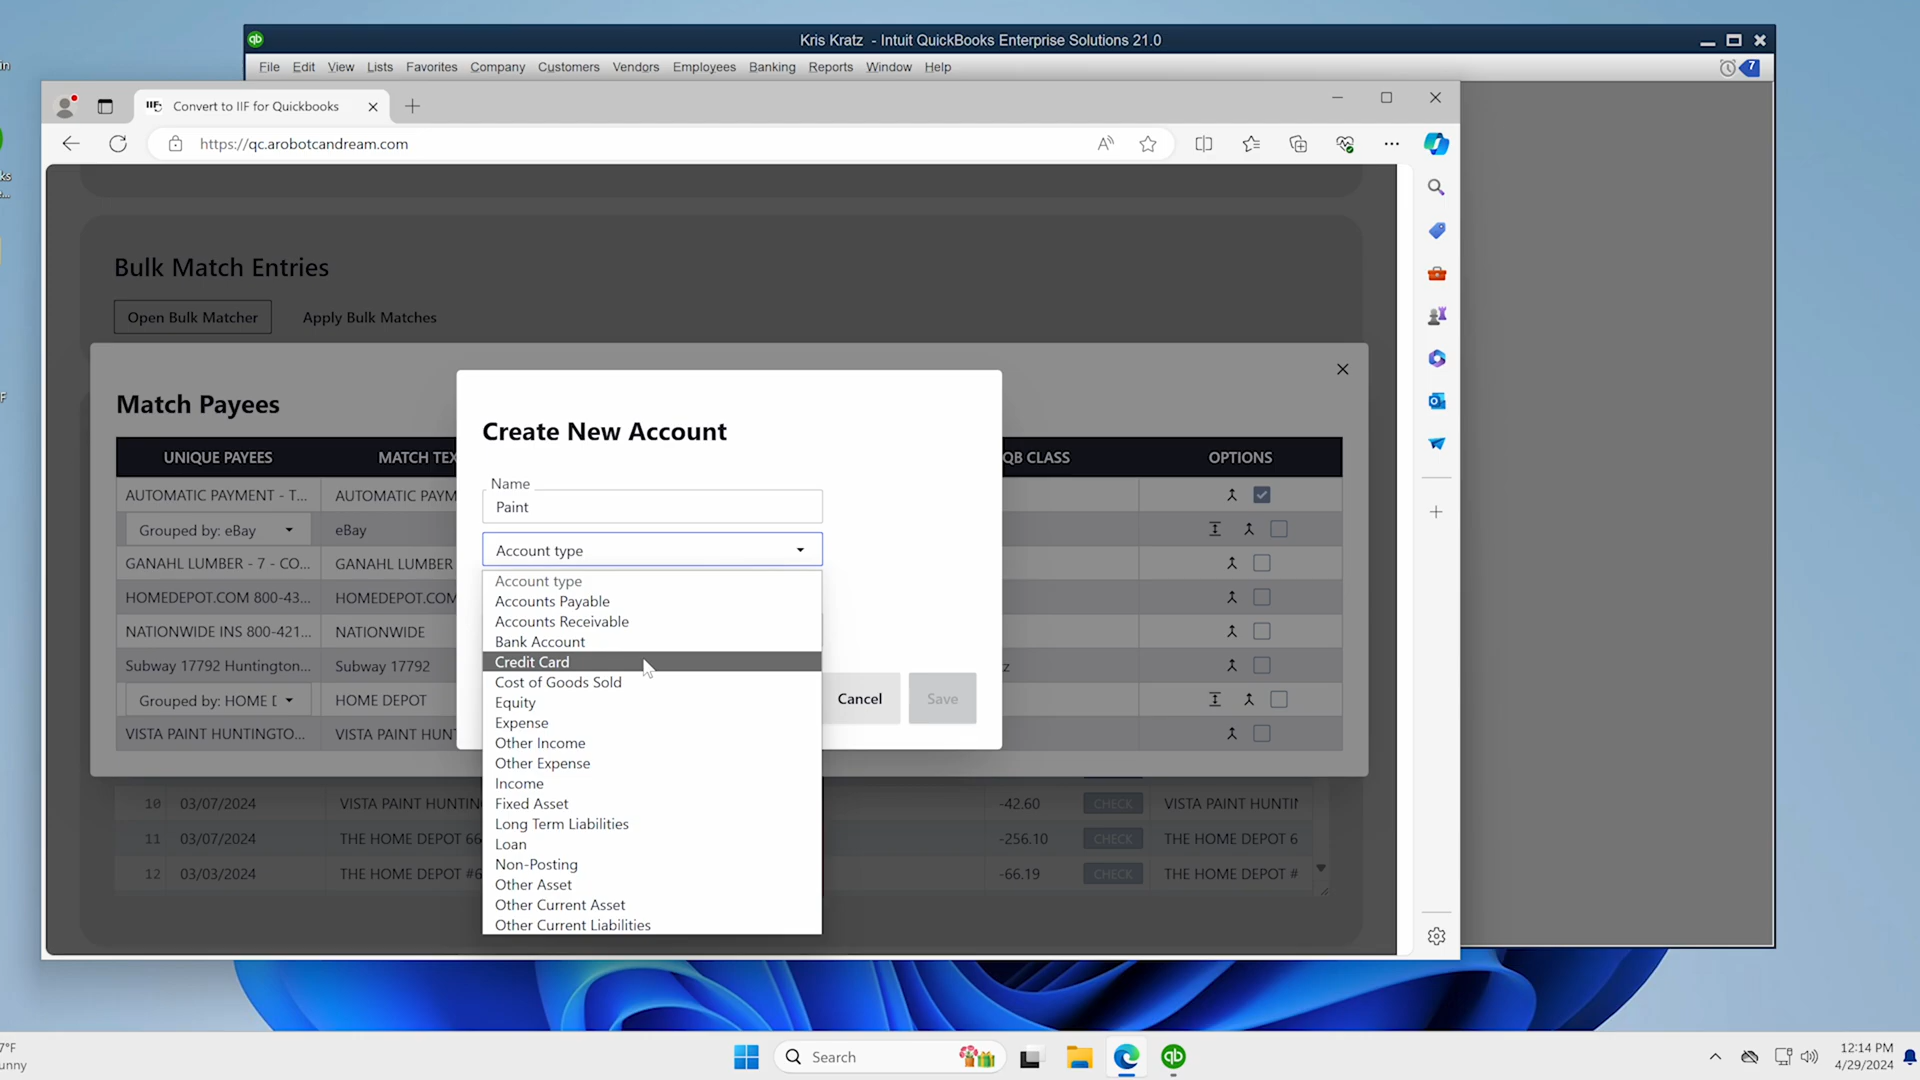 in
ks
e...
F
qb
Kris Kratz - Intuit QuickBooks Enterprise Solutions 21.0
File Edit View Lists Favorites Company Customers Vendors Employees Banking Reports Window Help
7
Convert to IIF for Quickbooks
https://qc.arobotcandream.com
Bulk Match Entries
Open Bulk Matcher
Apply Bulk Matches
Match Payees
UNIQUE PAYEES MATCH TEX QB CLASS OPTIONS
AUTOMATIC PAYMENT - T... AUTOMATIC PAYM
Grouped by: eBay eBay
GANAHL LUMBER - 7 - CO... GANAHL LUMBER
HOMEDEPOT.COM 800-43... HOMEDEPOT.COM
NATIONWIDE INS 800-421... NATIONWIDE
Subway 17792 Huntington... Subway 17792 z
Grouped by: HOME D HOME DEPOT
VISTA PAINT HUNTINGTO... VISTA PAINT HUNT
Create New Account
Name
Paint
Account type
Account type
Accounts Payable
Accounts Receivable
Bank Account
Credit Card
Cost of Goods Sold
Equity
Expense
Other Income
Other Expense
Income
Fixed Asset
Long Term Liabilities
Loan
Non-Posting
Other Asset
Other Current Asset
Other Current Liabilities
Cancel
Save
10 03/07/2024 VISTA PAINT HUNTIN -42.60 CHECK VISTA PAINT HUNTIN
11 03/07/2024 THE HOME DEPOT 66 -256.10 CHECK THE HOME DEPOT 6
12 03/03/2024 THE HOME DEPOT #6 -66.19 CHECK THE HOME DEPOT #
7°F
unny
Search
qb
12:14 PM
4/29/2024